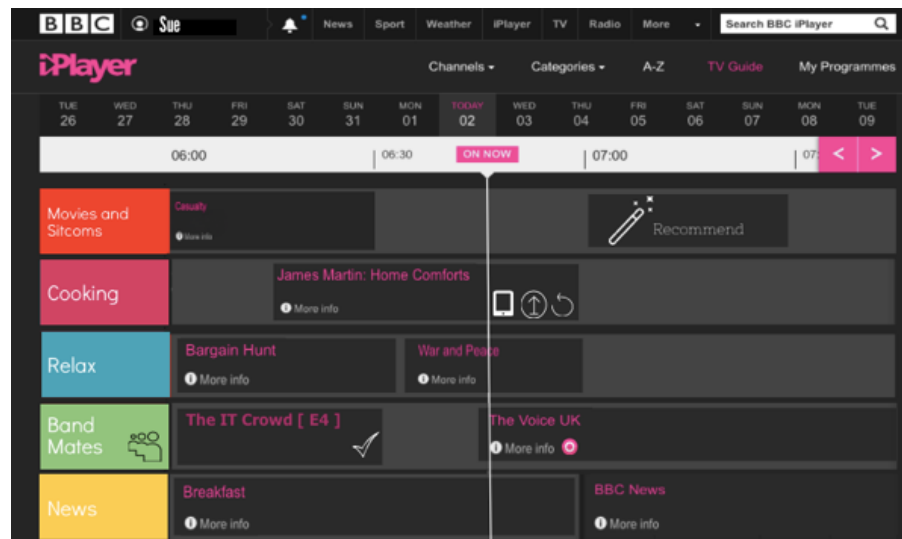 BBC Sue News Sport Weather iPlayer TV Radio More Search BBC iPlayer
iPlayer Channels Categories A-Z TV Guide My Programmes
TUE WED THU FRI SAT SUN MON TODAY WED THU FRI SAT SUN MON TUE
26 27 28 29 30 31 01 02 03 04 05 06 07 08 09
06:00 06:30 ON NOW 07:00 07: < >
Movies and
Sitcoms
Casualty
More info
Recommend
Cooking
James Martin: Home Comforts
More info
Relax
Bargain Hunt
More info
War and Peace
More info
Band
Mates
The IT Crowd [ E4 ]
The Voice UK
More info
News
Breakfast
More info
BBC News
More info